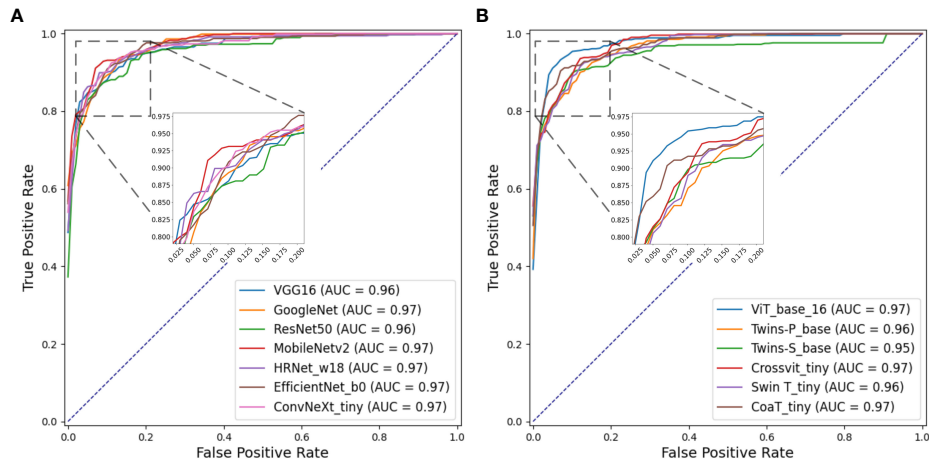 A
B
1.0
0.8
0.6
0.4
0.2
0.0
True Positive Rate
0.975
0.950
0.925
0.900
0.875
0.850
0.825
0.800
0.025
0.050
0.075
0.100
0.125
0.150
0.175
0.200
VGG16 (AUC = 0.96)
GoogleNet (AUC = 0.97)
ResNet50 (AUC = 0.96)
MobileNetv2 (AUC = 0.97)
HRNet_w18 (AUC = 0.97)
EfficientNet_b0 (AUC = 0.97)
ConvNeXt_tiny (AUC = 0.97)
0.0
0.2
0.4
0.6
0.8
1.0
False Positive Rate
1.0
0.8
0.6
0.4
0.2
0.0
True Positive Rate
0.975
0.950
0.925
0.900
0.875
0.850
0.825
0.800
0.025
0.050
0.075
0.100
0.125
0.150
0.175
0.200
ViT_base_16 (AUC = 0.97)
Twins-P_base (AUC = 0.96)
Twins-S_base (AUC = 0.95)
Crossvit_tiny (AUC = 0.97)
Swin T_tiny (AUC = 0.96)
CoaT_tiny (AUC = 0.97)
0.0
0.2
0.4
0.6
0.8
1.0
False Positive Rate